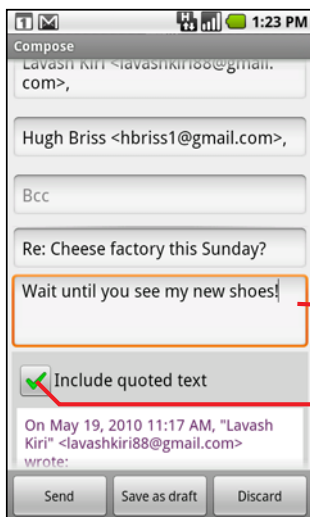 1:23 PM
Compose
Lavash Kiri <lavashkiri88@gmail.
com>,
Hugh Briss <hbriss1@gmail.com>,
Bcc
Re: Cheese factory this Sunday?
Wait until you see my new shoes!
Include quoted text
On May 19, 2010 11:17 AM, "Lavash
Kiri" <lavashkiri88@gmail.com>
wrote:
Send Save as draft Discard